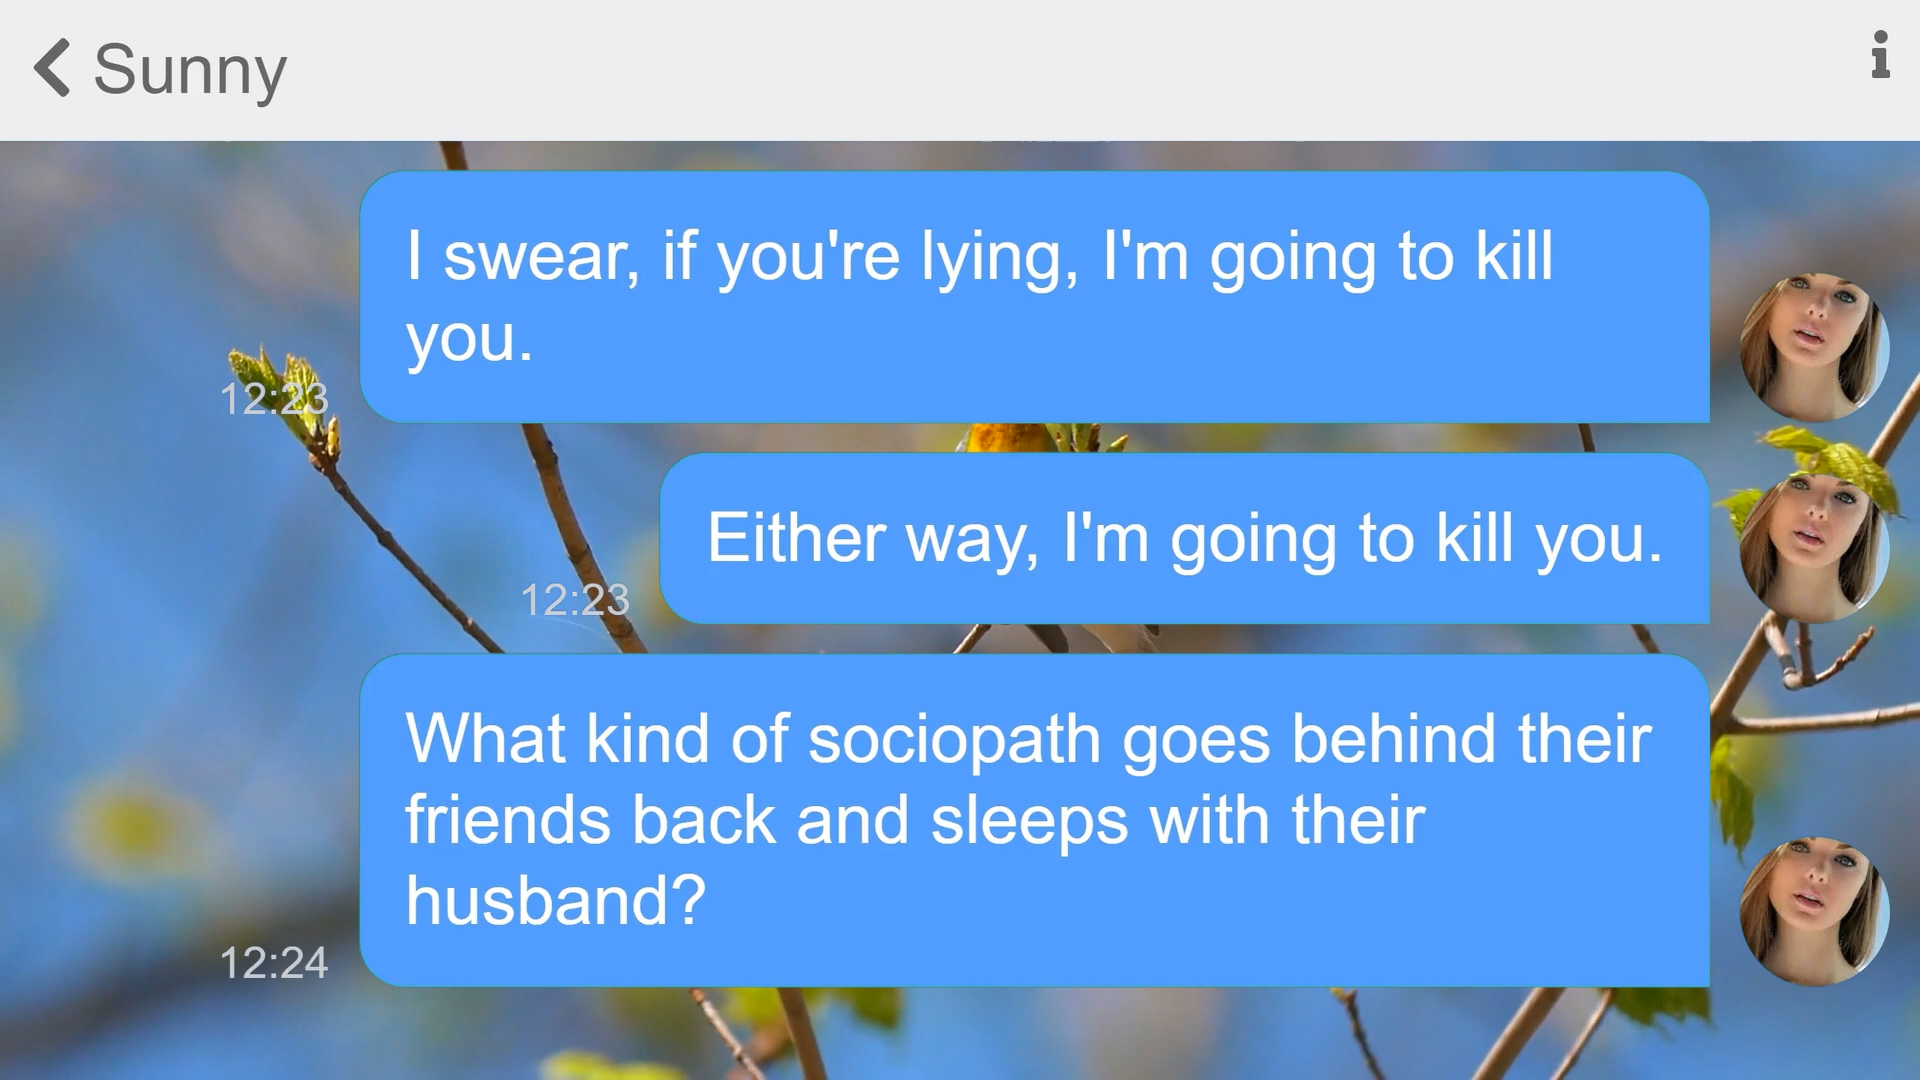 Sunny
I swear, if you're lying, I'm going to kill
you.
12:23
Either way, I'm going to kill you.
12:23
What kind of sociopath goes behind their
friends back and sleeps with their
husband?
12:24